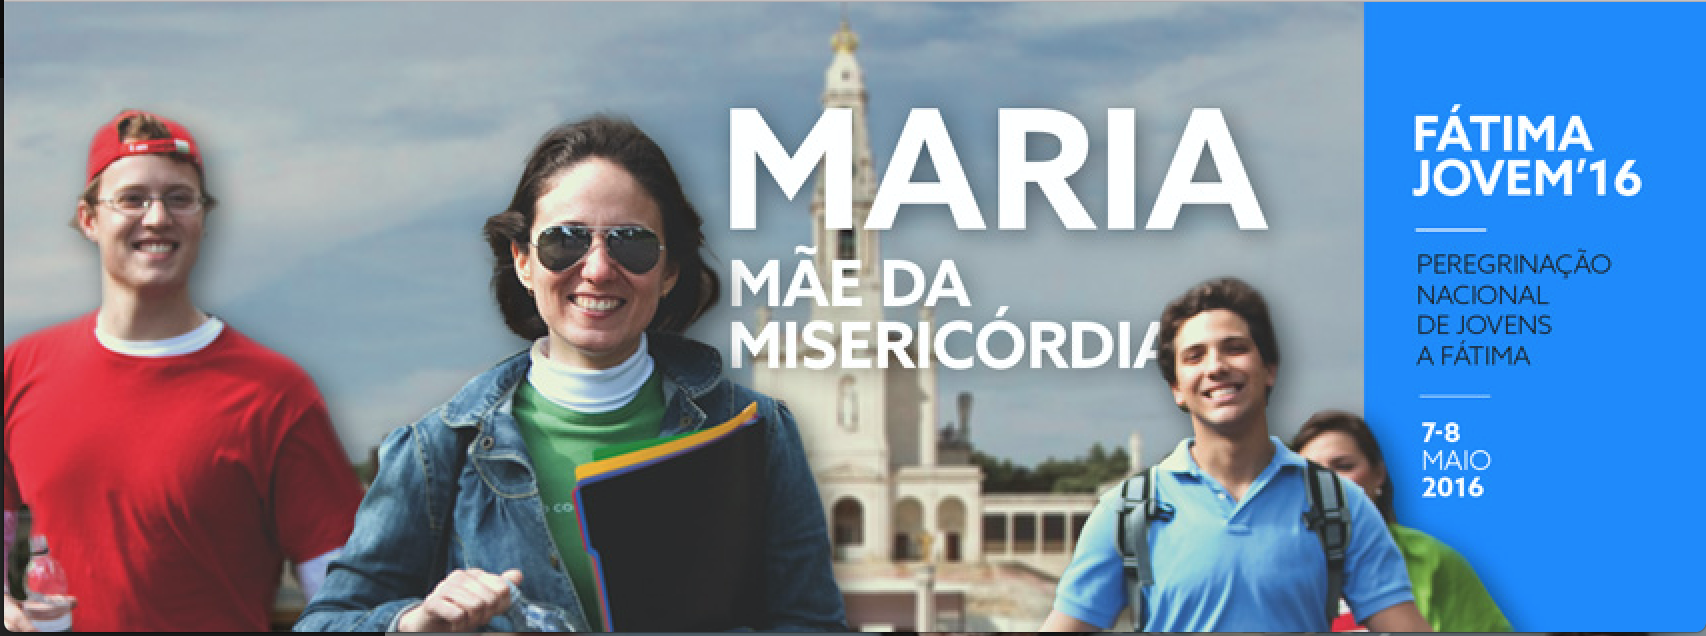 MARIA
MÃE DA
MISERICÓRDIA
FÁTIMA
JOVEM'16
PEREGRINAÇÃO
NACIONAL
DE JOVENS
A FÁTIMA
7-8
MAIO
2016